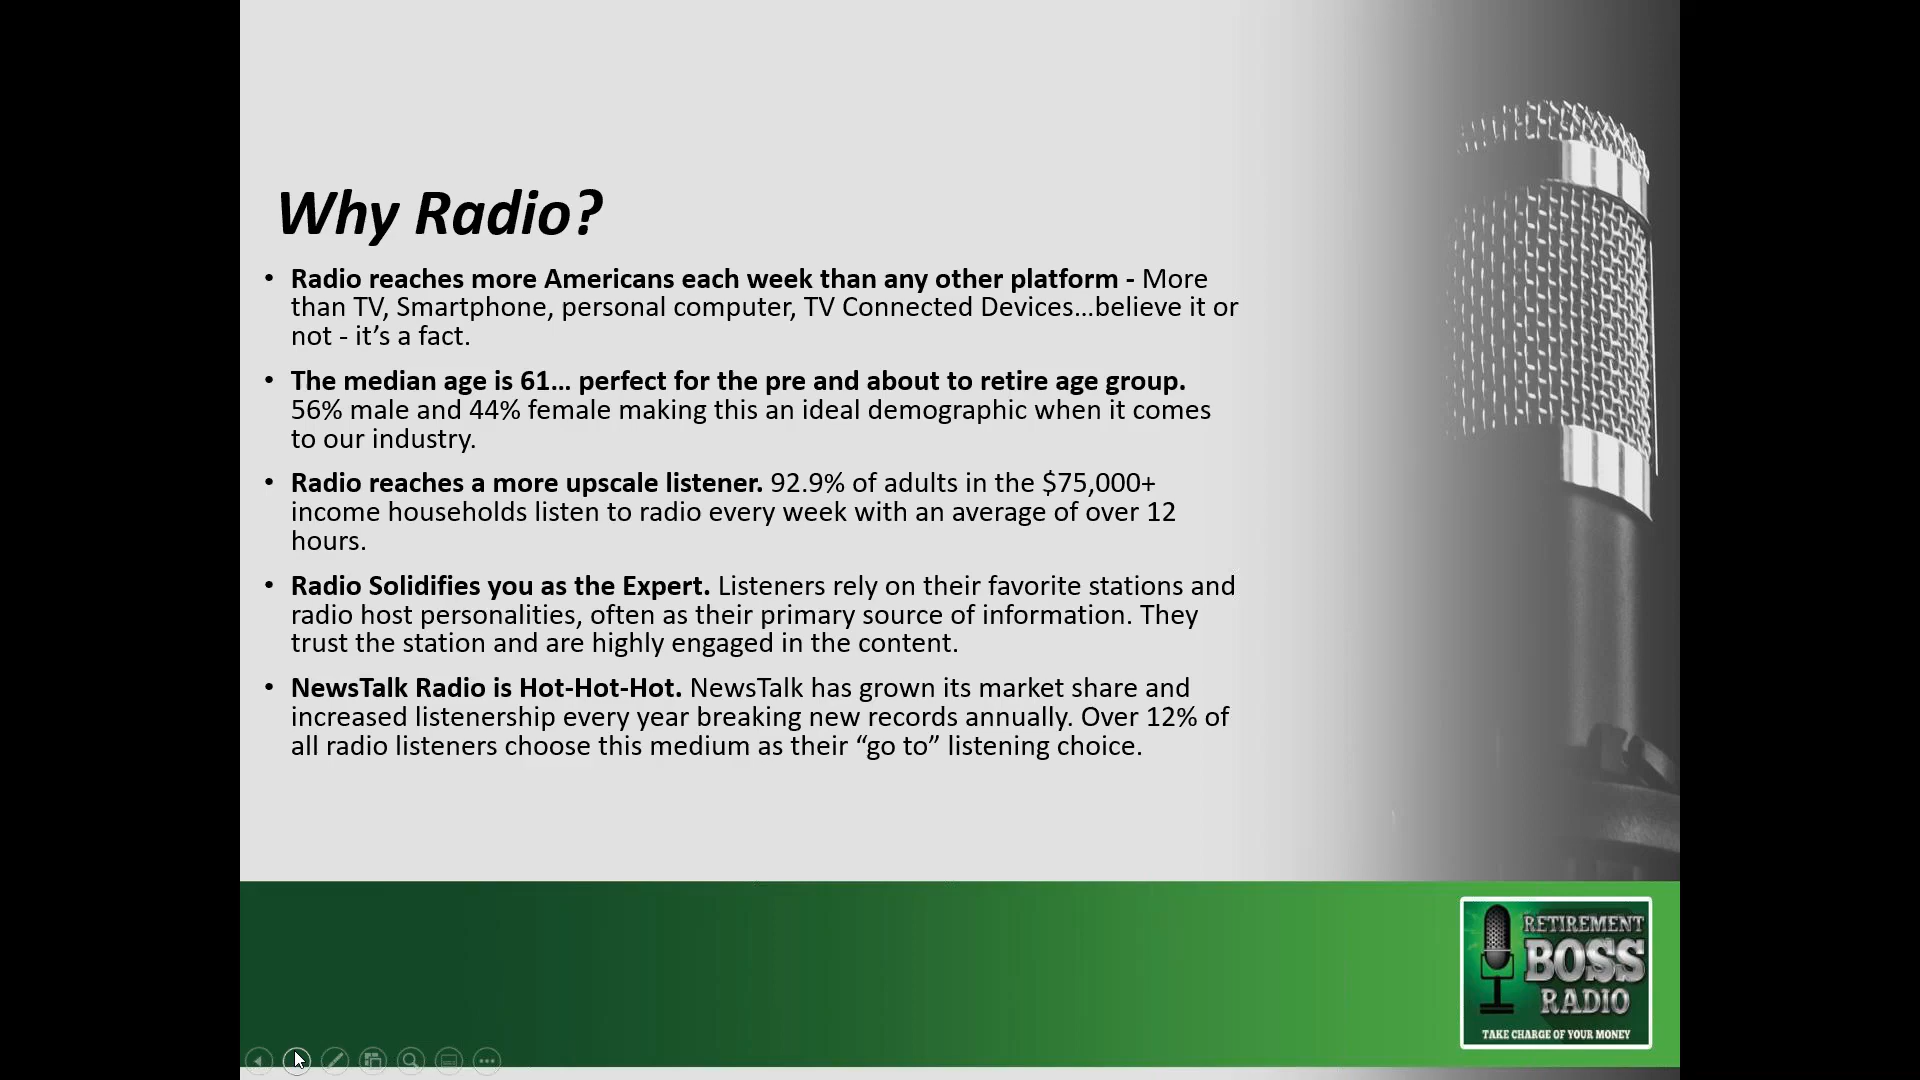 Why Radio?
• Radio reaches more Americans each week than any other platform - More
than TV, Smartphone, personal computer, TV Connected Devices...believe it or
not - it’s a fact.
• The median age is 61... perfect for the pre and about to retire age group.
56% male and 44% female making this an ideal demographic when it comes
to our industry.
• Radio reaches a more upscale listener. 92.9% of adults in the $75,000+
income households listen to radio every week with an average of over 12
hours.
• Radio Solidifies you as the Expert. Listeners rely on their favorite stations and
radio host personalities, often as their primary source of information. They
trust the station and are highly engaged in the content.
• NewsTalk Radio is Hot-Hot-Hot. NewsTalk has grown its market share and
increased listenership every year breaking new records annually. Over 12% of
all radio listeners choose this medium as their “go to” listening choice.
RETIREMENT
BOSS
RADIO
TAKE CHARGE OF YOUR MONEY